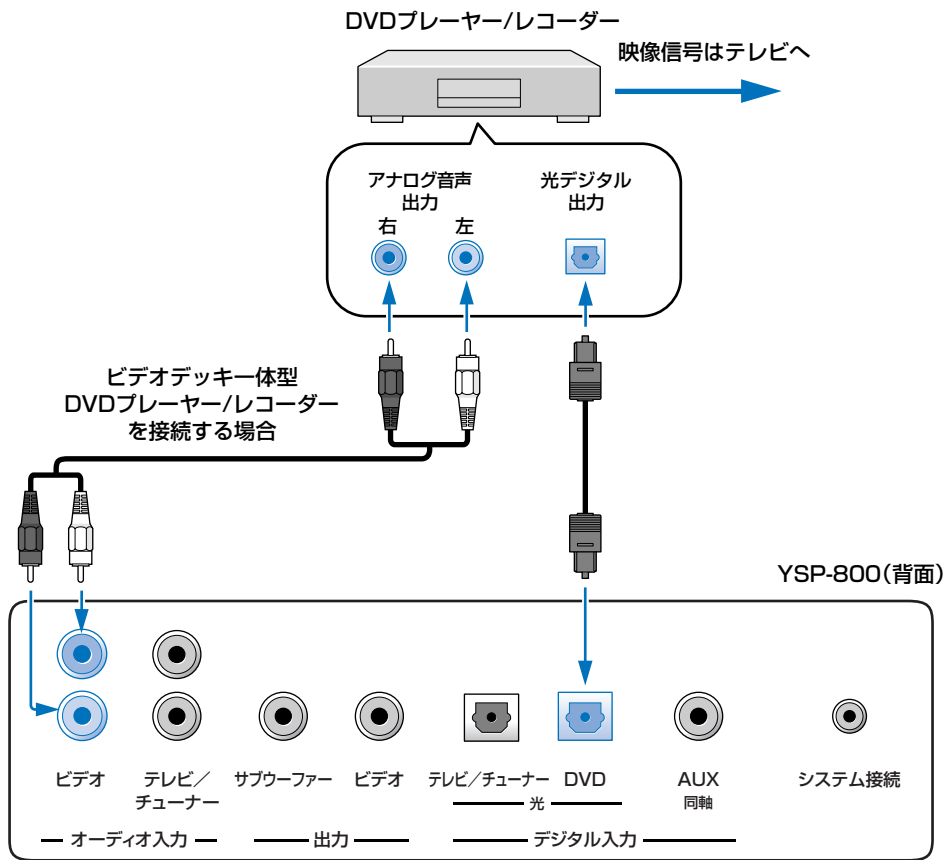 DVDプレーヤー/レコーダー
映像信号はテレビへ
アナログ音声
出力
右 左
光デジタル
出力
ビデオデッキ一体型
DVDプレーヤー/レコーダー
を接続する場合
YSP-800(背面)
ビデオ
テレビ/
チューナー
サブウーファー
ビデオ
テレビ/チューナー
DVD
光
AUX
同軸
システム接続
オーディオ入力
出力
デジタル入力